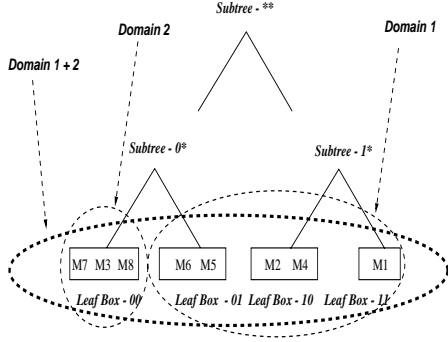 Subtree - **
Domain 2
Domain 1
Domain 1 + 2
Subtree - 0*
Subtree - 1*
M7 M3 M8
M6 M5
M2 M4
M1
Leaf Box - 00
Leaf Box - 01
Leaf Box - 10
Leaf Box - 11